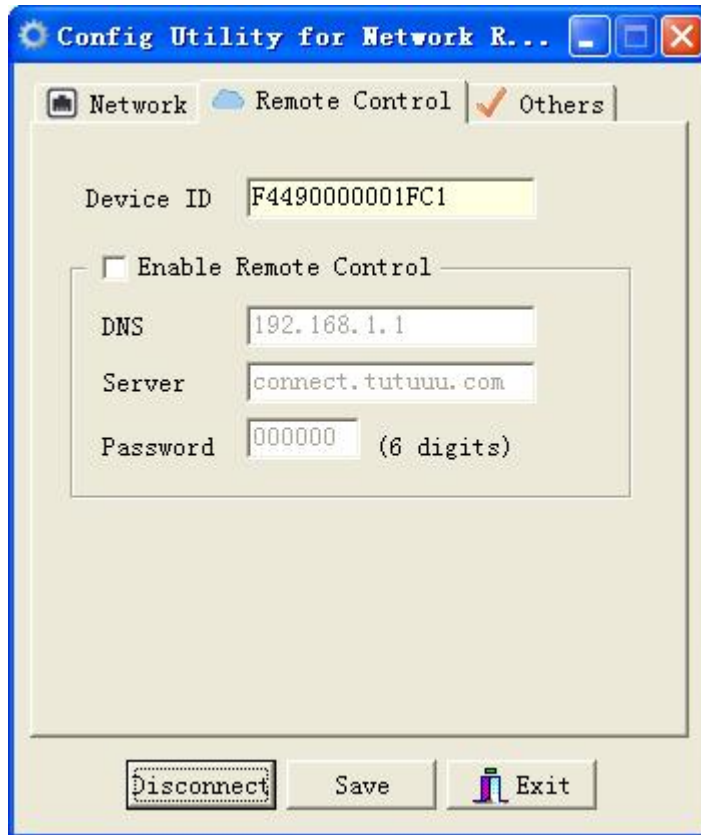 Config Utility for Network R...
Network Remote Control Others
Device ID F4490000001FC1
Enable Remote Control
DNS 192.168.1.1
Server connect.tutuuu.com
Password 000000 (6 digits)
Disconnect Save Exit